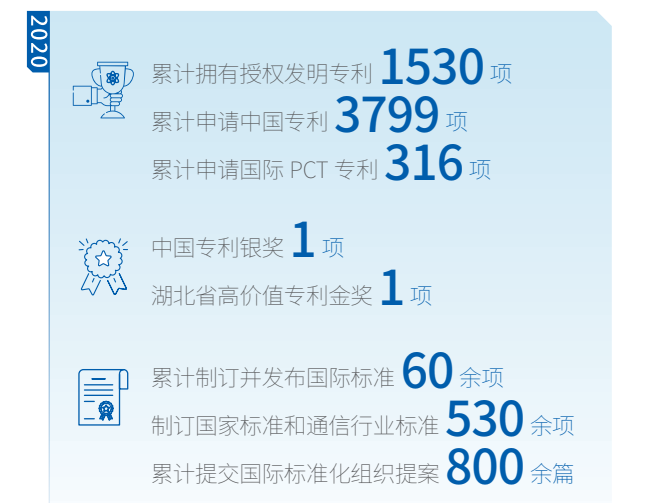 2020
累计拥有授权发明专利 1530 项
累计申请中国专利 3799 项
累计申请国际 PCT 专利 316 项
中国专利银奖 1 项
湖北省高价值专利金奖 1 项
累计制订并发布国际标准 60 余项
制订国家标准和通信行业标准 530 余项
累计提交国际标准化组织提案 800 余篇